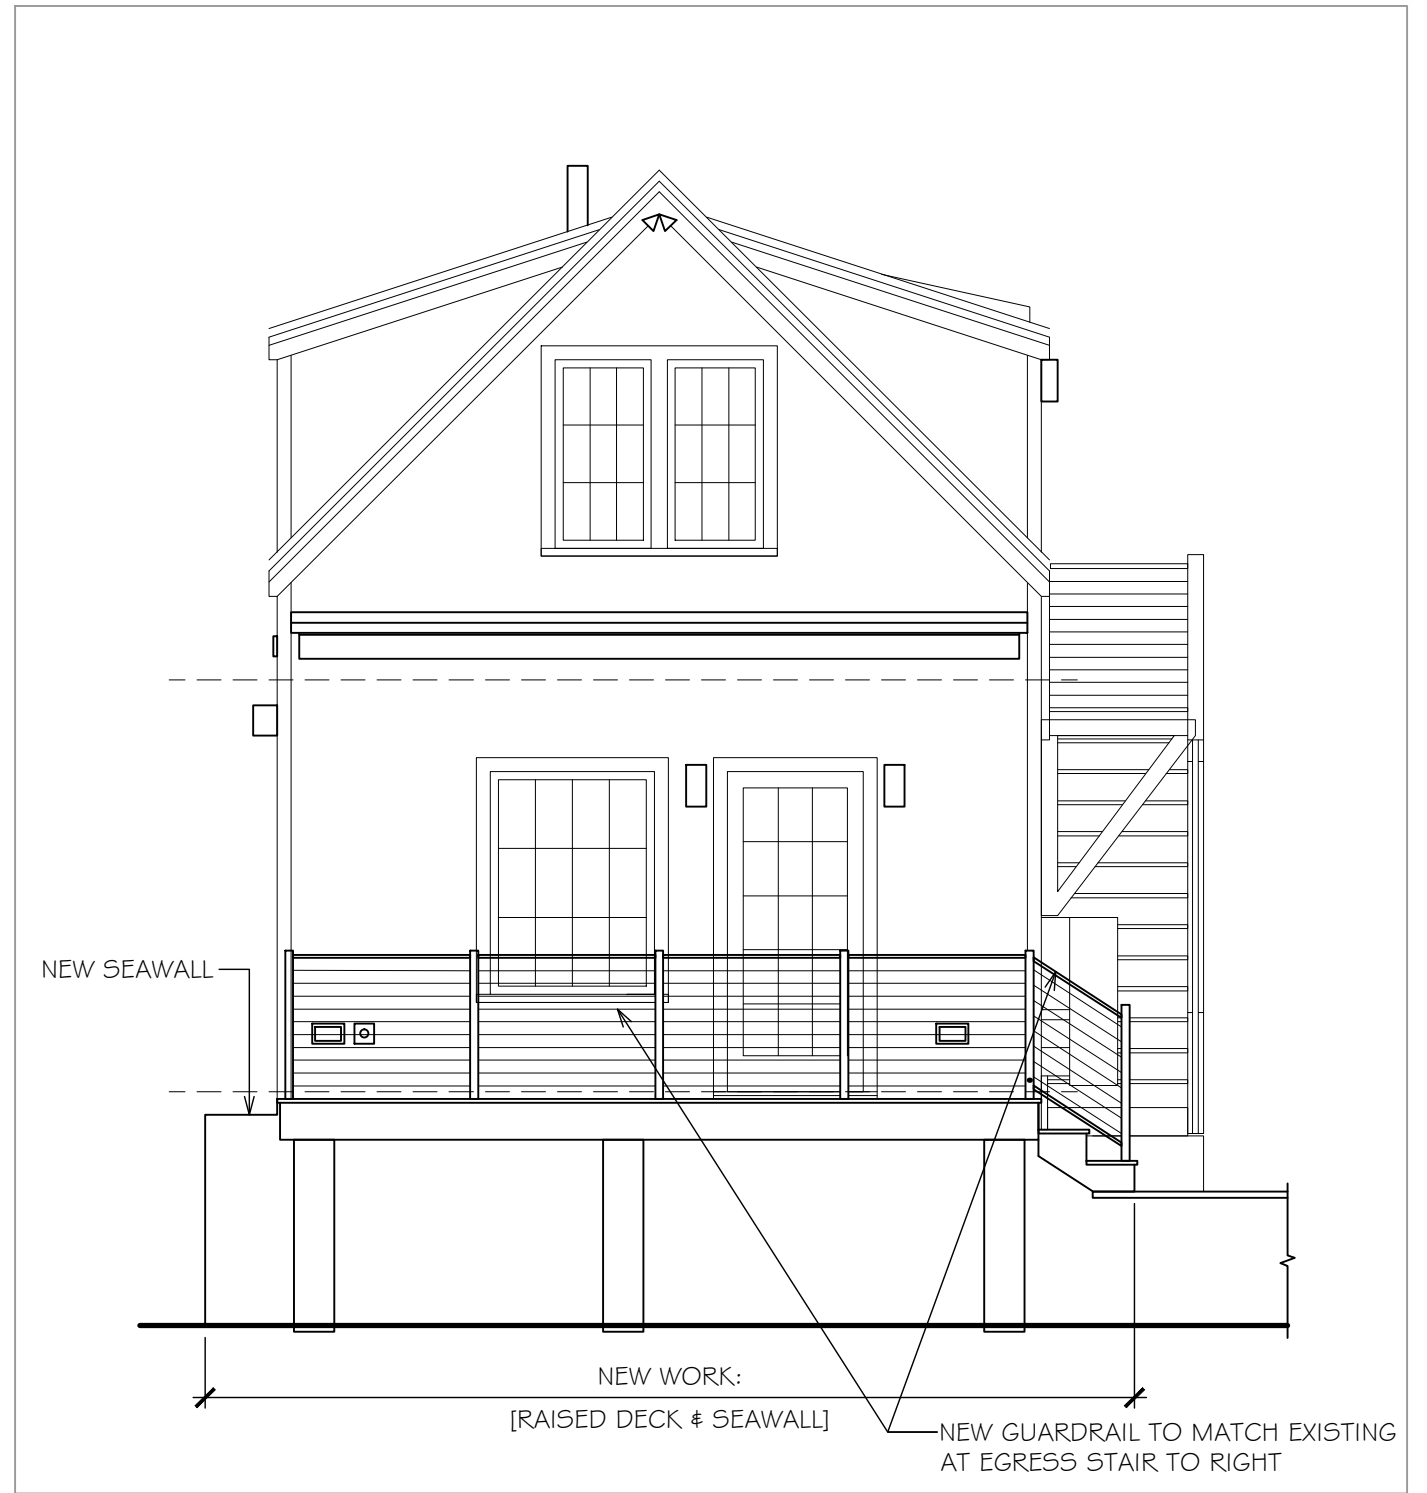 NEW SEAWALL
NEW WORK:
[RAISED DECK & SEAWALL]
NEW GUARDRAIL TO MATCH EXISTING
AT EGRESS STAIR TO RIGHT